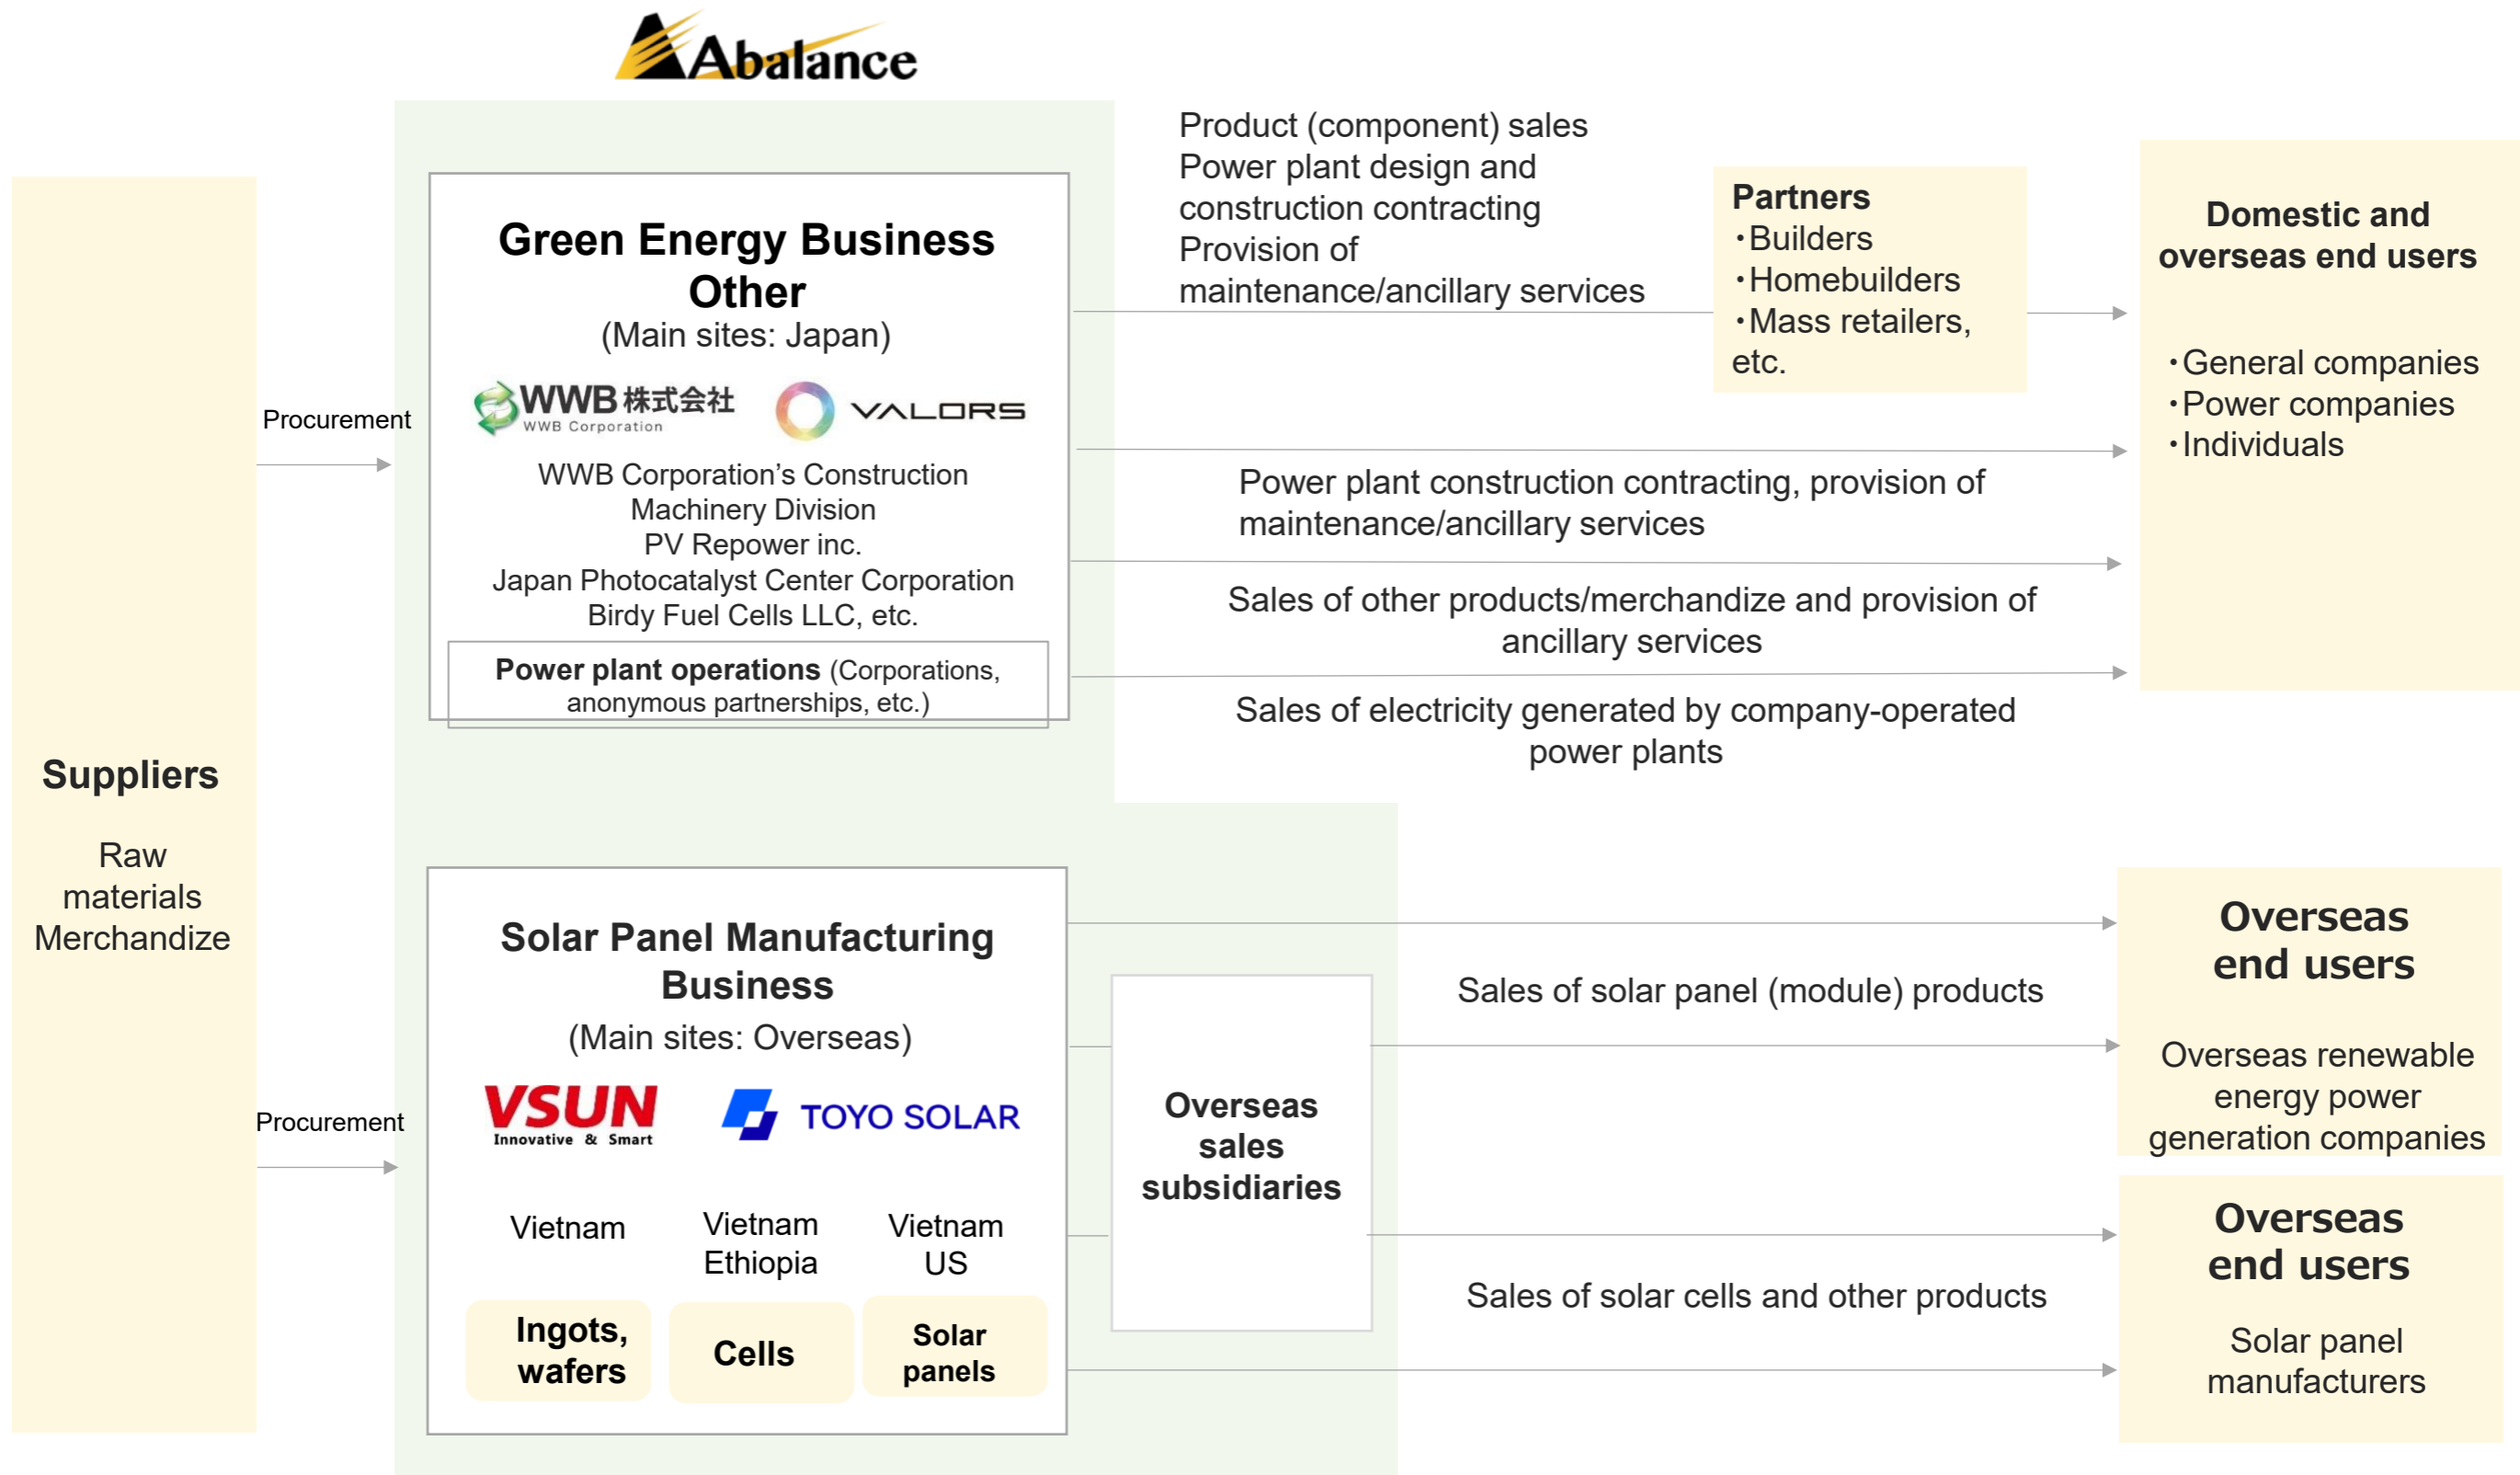 Abalance
Suppliers
Raw
materials
Merchandize
Procurement
Procurement
Green Energy Business
Other
(Main sites: Japan)
WWB株式会社
WWB Corporation
VALORS
WWB Corporation’s Construction
Machinery Division
PV Repower inc.
Japan Photocatalyst Center Corporation
Birdy Fuel Cells LLC, etc.
Power plant operations (Corporations,
anonymous partnerships, etc.)
Product (component) sales
Power plant design and
construction contracting
Provision of
maintenance/ancillary services
Partners
・Builders
・Homebuilders
・Mass retailers,
etc.
Power plant construction contracting, provision of
maintenance/ancillary services
Sales of other products/merchandize and provision of
ancillary services
Sales of electricity generated by company-operated
power plants
Domestic and
overseas end users
・General companies
・Power companies
・Individuals
Solar Panel Manufacturing
Business
(Main sites: Overseas)
VSUN
Innovative & Smart
TOYO SOLAR
Vietnam
Vietnam
Ethiopia
Vietnam
US
Ingots,
wafers
Cells
Solar
panels
Overseas
sales
subsidiaries
Sales of solar panel (module) products
Sales of solar cells and other products
Overseas
end users
Overseas renewable
energy power
generation companies
Overseas
end users
Solar panel
manufacturers